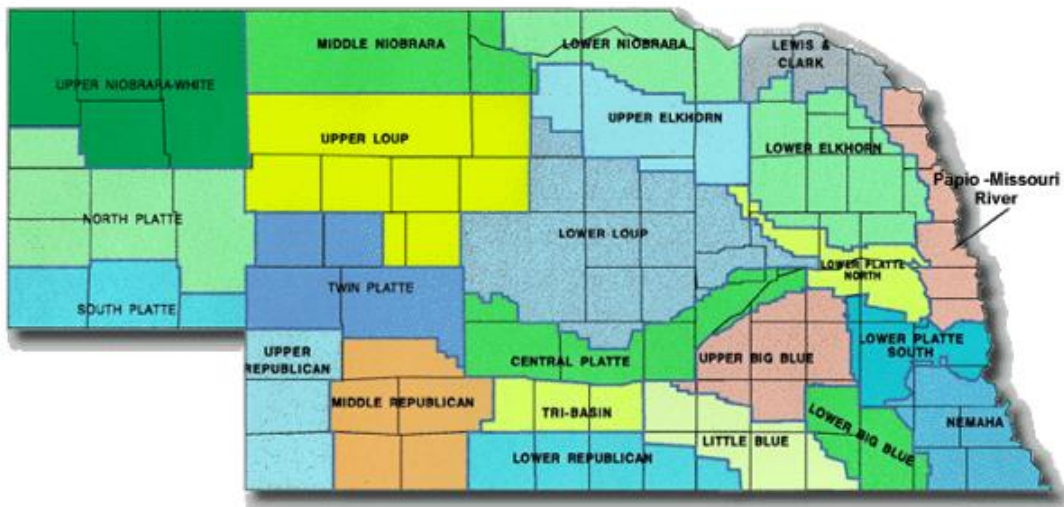 MIDDLE NIOBRARA
LOWER NIOBRARA
LEWIS &
CLARK
UPPER NIOBRARA-WHITE
UPPER ELKHORN
UPPER LOUP
LOWER ELKHORN
Papio -Missouri
River
NORTH PLATTE
LOWER LOUP
LOWER PLATTE
NORTH
TWIN PLATTE
SOUTH PLATTE
LOWER PLATTE
SOUTH
UPPER
REPUBLICAN
CENTRAL PLATTE
UPPER BIG BLUE
MIDDLE REPUBLICAN
TRI-BASIN
LOWER BIG BLUE
NEMAHA
LITTLE BLUE
LOWER REPUBLICAN